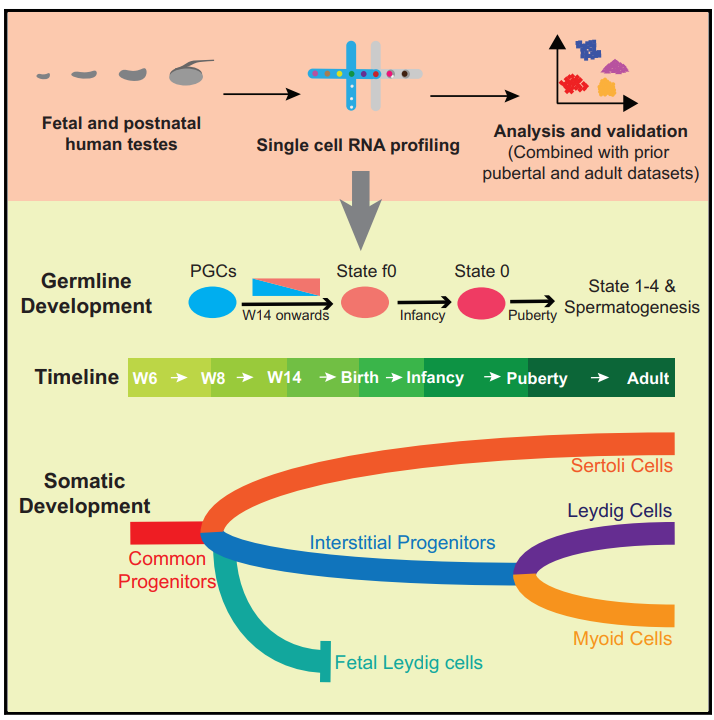 Fetal and postnatal
human testes
Single cell RNA profiling
Analysis and validation
(Combined with prior
pubertal and adult datasets)
Germline
Development
PGCs
W14 onwards
State f0
Infancy
State 0
Puberty
State 1-4 &
Spermatogenesis
Timeline
W6 → W8 → W14 → Birth → Infancy → Puberty → Adult
Somatic
Development
Sertoli Cells
Leydig Cells
Interstitial Progenitors
Common
Progenitors
Myoid Cells
Fetal Leydig cells